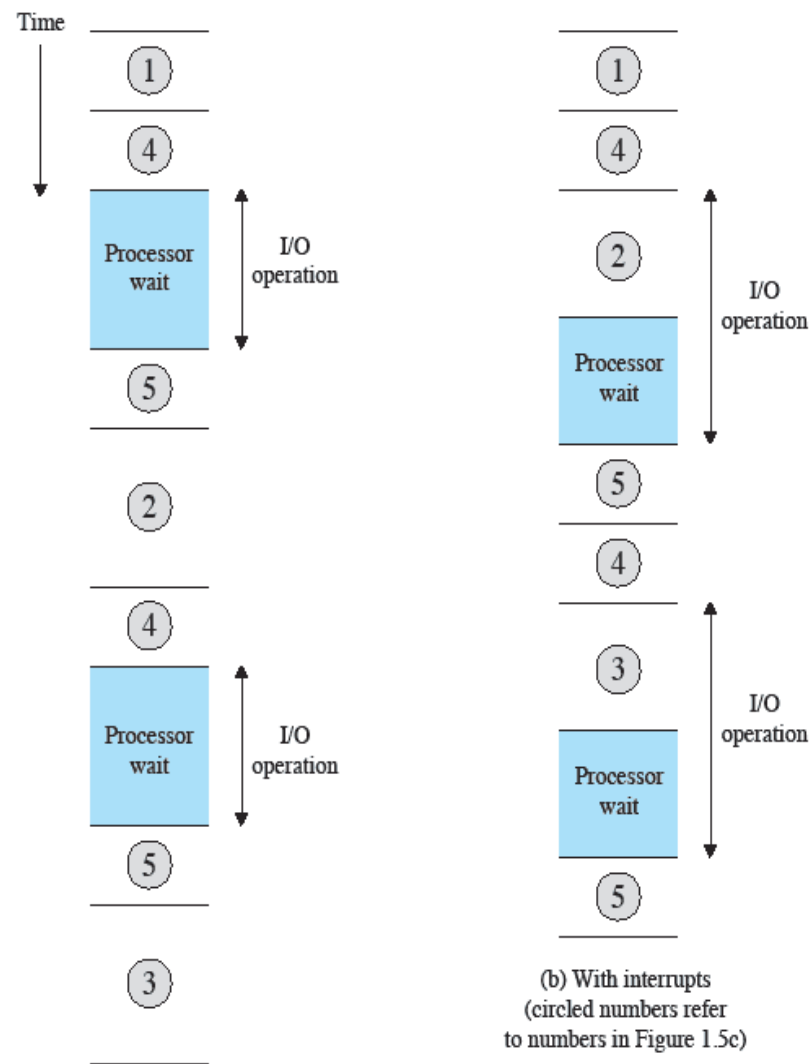 Time
1
4
Processor
wait
I/O
operation
5
2
4
Processor
wait
I/O
operation
5
3
1
4
2
I/O
operation
Processor
wait
5
4
3
I/O
operation
Processor
wait
5
(b) With interrupts
(circled numbers refer
to numbers in Figure 1.5c)